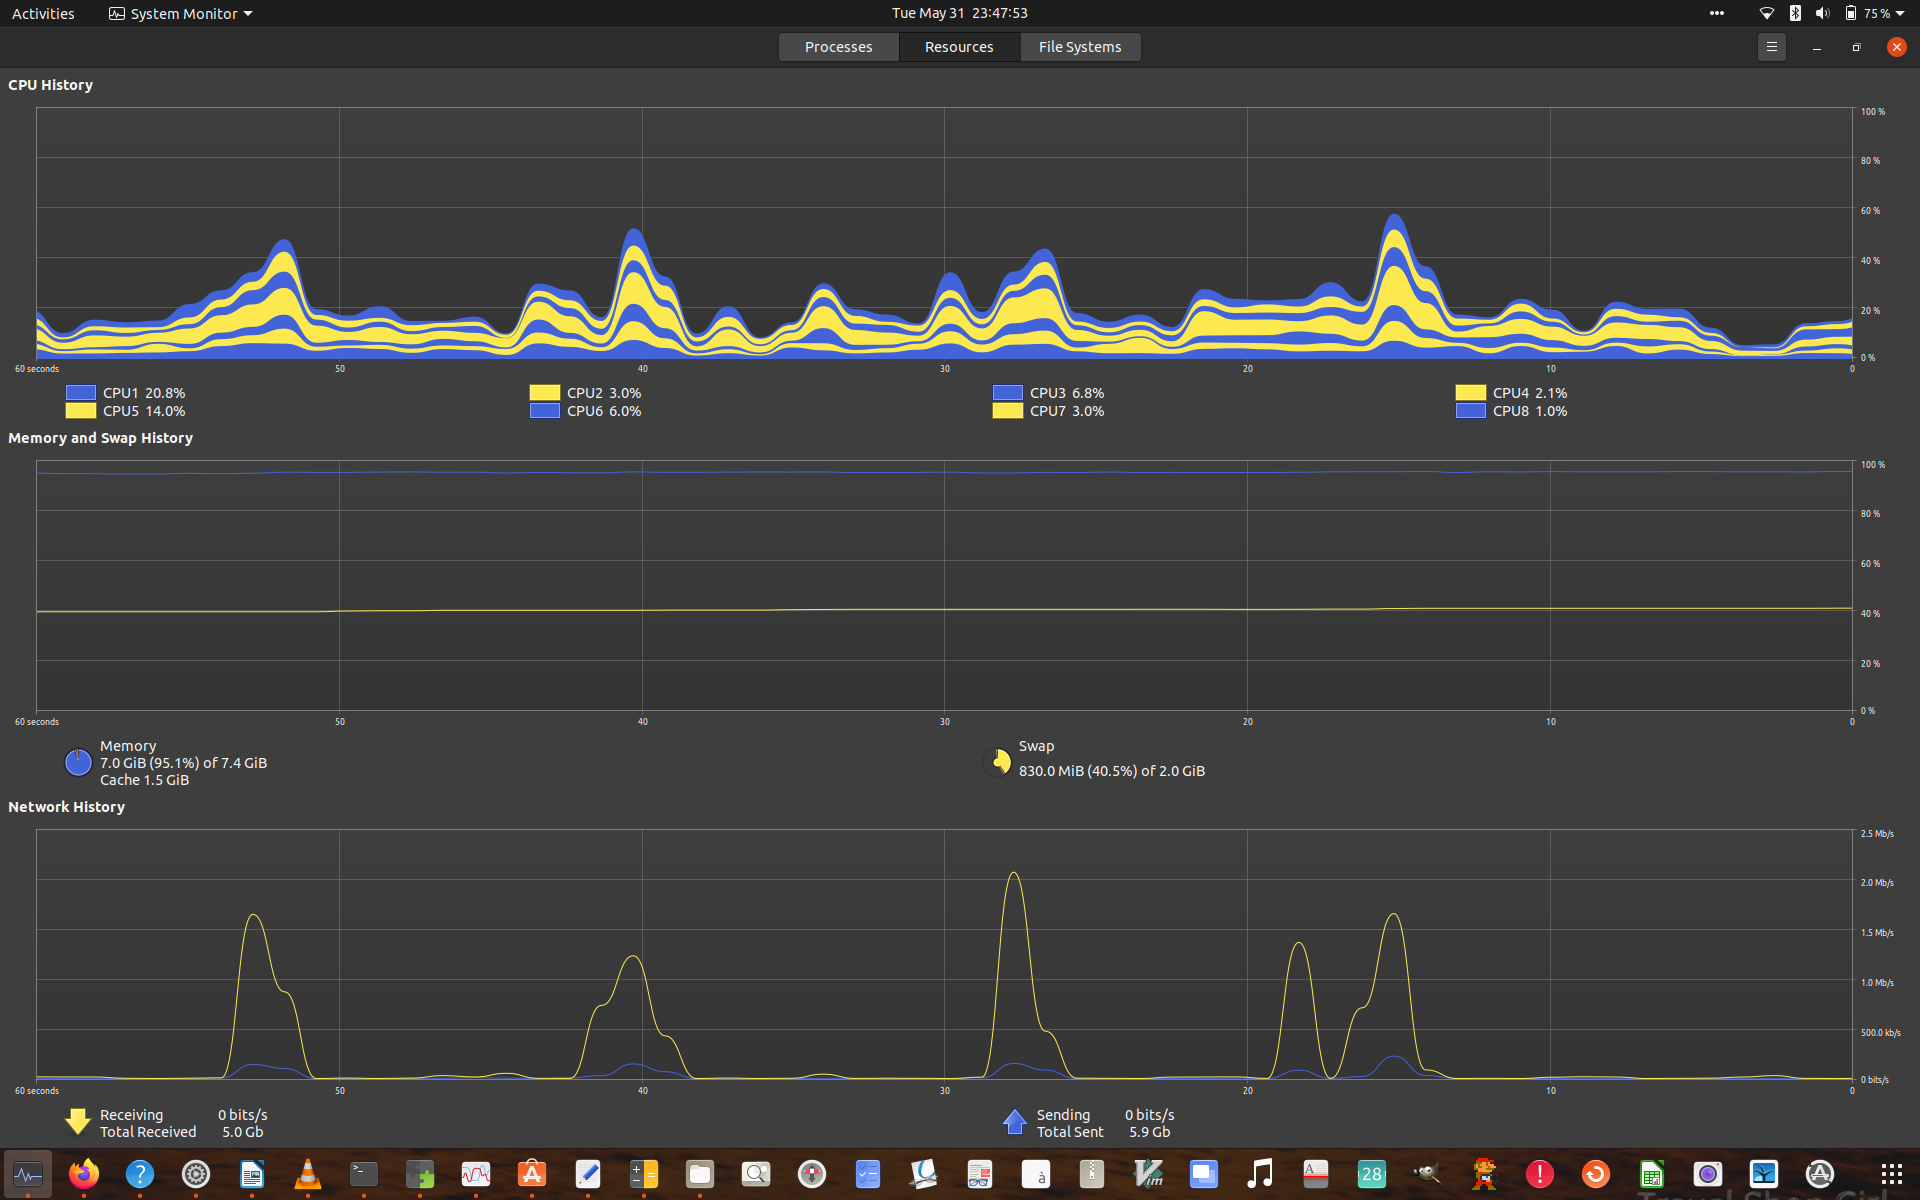 Activities System Monitor Tue May 31 23:47:53 75 %
Processes Resources File Systems
CPU History
100 %
80 %
60 %
40 %
20 %
0 %
60 seconds 50 40 30 20 10 0
CPU1 20.8% CPU2 3.0% CPU3 6.8% CPU4 2.1%
CPU5 14.0% CPU6 6.0% CPU7 3.0% CPU8 1.0%
Memory and Swap History
100 %
80 %
60 %
40 %
20 %
0 %
60 seconds 50 40 30 20 10 0
Memory
7.0 GiB (95.1%) of 7.4 GiB
Cache 1.5 GiB
Swap
830.0 MiB (40.5%) of 2.0 GiB
Network History
2.5 Mb/s
2.0 Mb/s
1.5 Mb/s
1.0 Mb/s
500.0 kb/s
0 bits/s
60 seconds 50 40 30 20 10 0
Receiving 0 bits/s
Total Received 5.0 Gb
Sending 0 bits/s
Total Sent 5.9 Gb
28